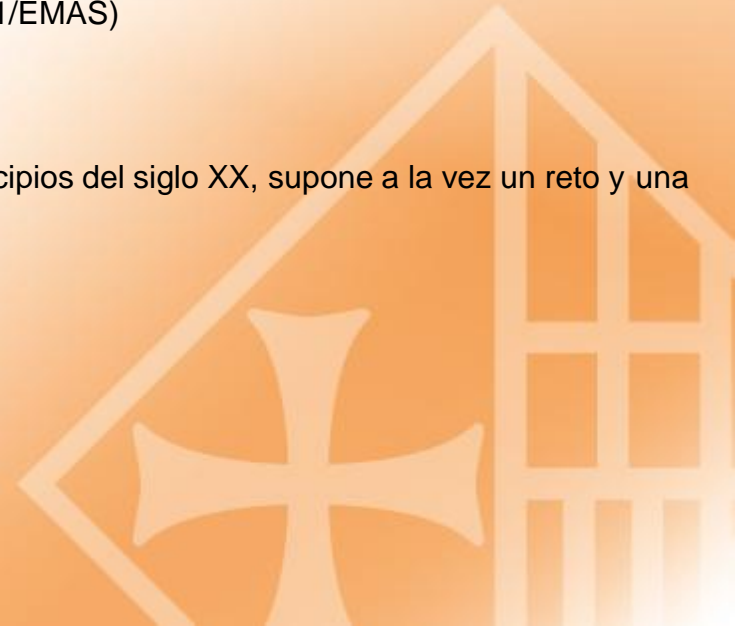 1/EMAS)
cipios del siglo XX, supone a la vez un reto y una